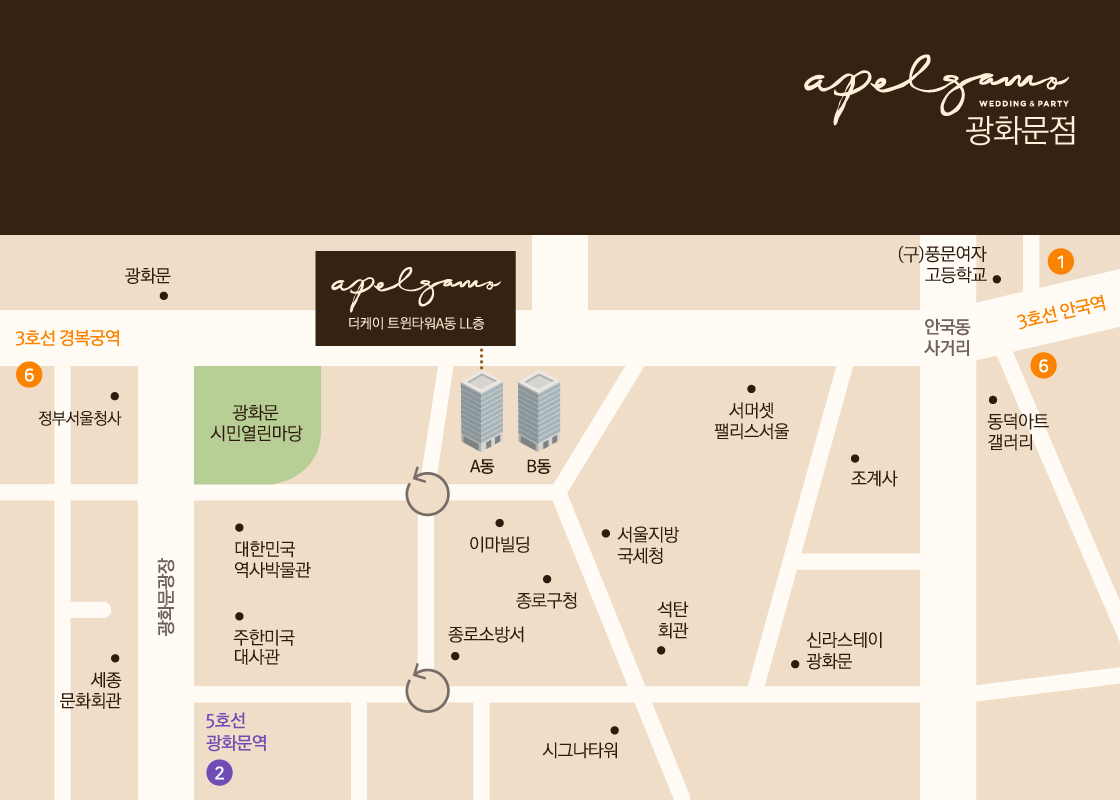 apelgamo
WEDDING & PARTY
광화문점
광화문
apelgamo
더케이 트윈타워A동 LL층
(구)풍문여자
고등학교
1
3호선 경복궁역
6
안국동
사거리
3호선 안국역
6
정부서울청사
광화문
시민열린마당
A동
B동
서머셋
팰리스서울
동덕아트
갤러리
조계사
대한민국
역사박물관
이마빌딩
서울지방
국세청
광화문광장
종로구청
주한미국
대사관
종로소방서
석탄
회관
신라스테이
광화문
세종
문화회관
5호선
광화문역
2
시그나타워